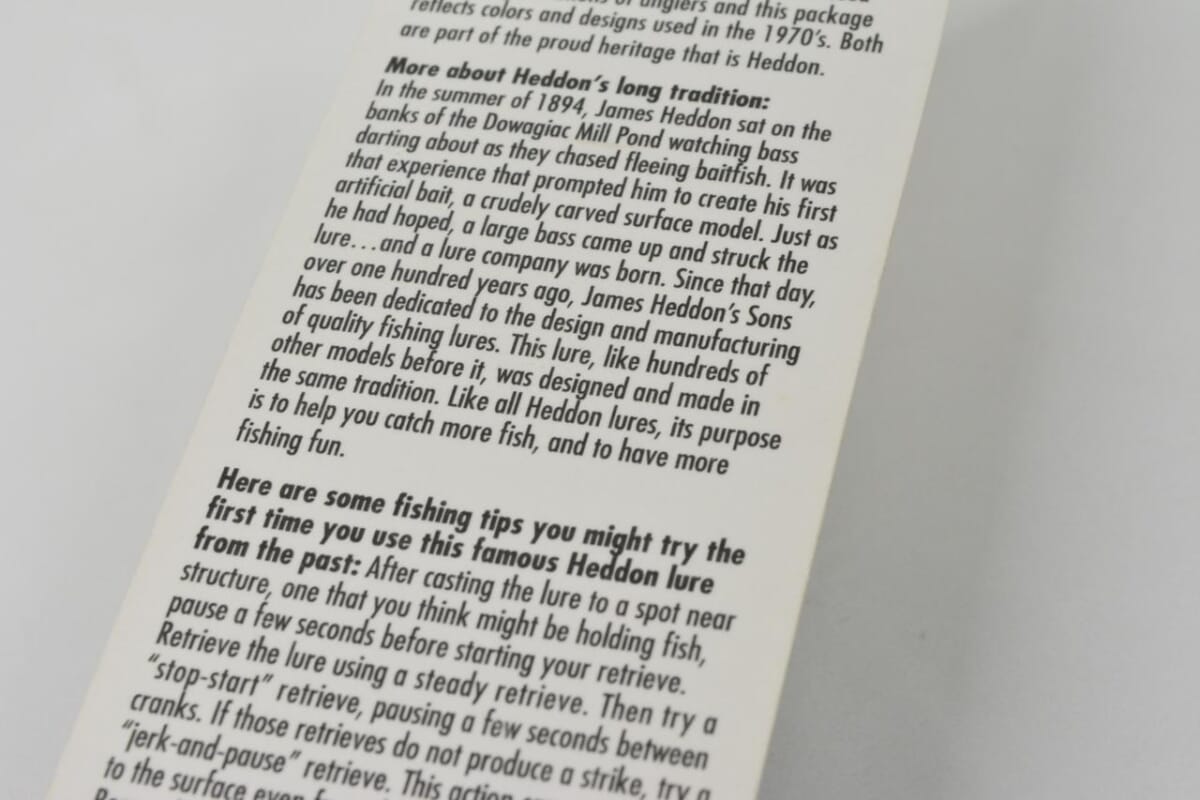 of anglers and this package
reflects colors and designs used in the 1970's. Both
are part of the proud heritage that is Heddon.
More about Heddon's long tradition:
In the summer of 1894, James Heddon sat on the
banks of the Dowagiac Mill Pond watching bass
darting about as they chased fleeing baitfish. It was
that experience that prompted him to create his first
artificial bait, a crudely carved surface model. Just as
he had hoped, a large bass came up and struck the
lure...and a lure company was born. Since that day,
over one hundred years ago, James Heddon's Sons
has been dedicated to the design and manufacturing
of quality fishing lures. This lure, like hundreds of
other models before it, was designed and made in
the same tradition. Like all Heddon lures, its purpose
is to help you catch more fish, and to have more
fishing fun.
Here are some fishing tips you might try the
first time you use this famous Heddon lure
from the past: After casting the lure to a spot near
structure, one that you think might be holding fish,
pause a few seconds before starting your retrieve.
Retrieve the lure using a steady retrieve. Then try a
"stop-start" retrieve, pausing a few seconds between
cranks. If those retrieves do not produce a strike, try a
"jerk-and-pause" retrieve. This action
to the surface even